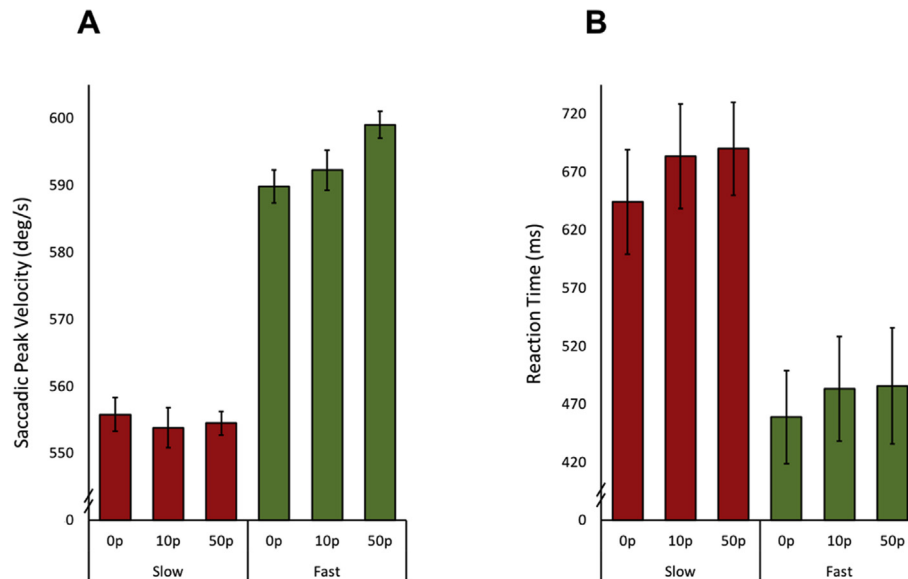 A
Saccadic Peak Velocity (deg/s)
600
590
580
570
560
550
0
0p 10p 50p 0p 10p 50p
Slow Fast
B
Reaction Time (ms)
720
670
620
570
520
470
420
0
0p 10p 50p 0p 10p 50p
Slow Fast